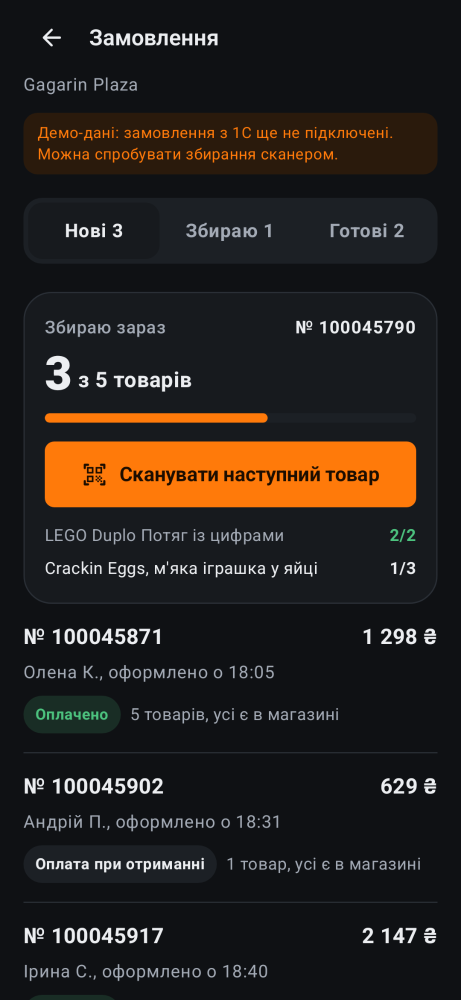 Замовлення
Gagarin Plaza
Демо-дані: замовлення з 1С ще не підключені.
Можна спробувати збирання сканером.
Нові 3 Збираю 1 Готові 2
Збираю зараз № 100045790
3 з 5 товарів
Сканувати наступний товар
LEGO Duplo Потяг із цифрами 2/2
Crackin Eggs, м'яка іграшка у яйці 1/3
№ 100045871 1 298 ₴
Олена К., оформлено о 18:05
Оплачено 5 товарів, усі є в магазині
№ 100045902 629 ₴
Андрій П., оформлено о 18:31
Оплата при отриманні 1 товар, усі є в магазині
№ 100045917 2 147 ₴
Ірина С., оформлено о 18:40